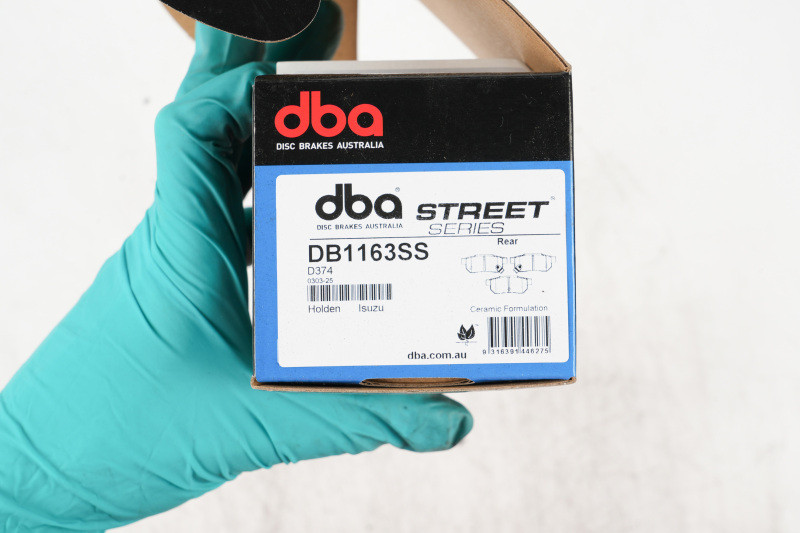 dba
DISC BRAKES AUSTRALIA
dba®
DISC BRAKES AUSTRALIA
STREET
SERIES
Rear
DB1163SS
D374
0303-25
Holden Isuzu
Ceramic Formulation
dba.com.au
9 316391 446275